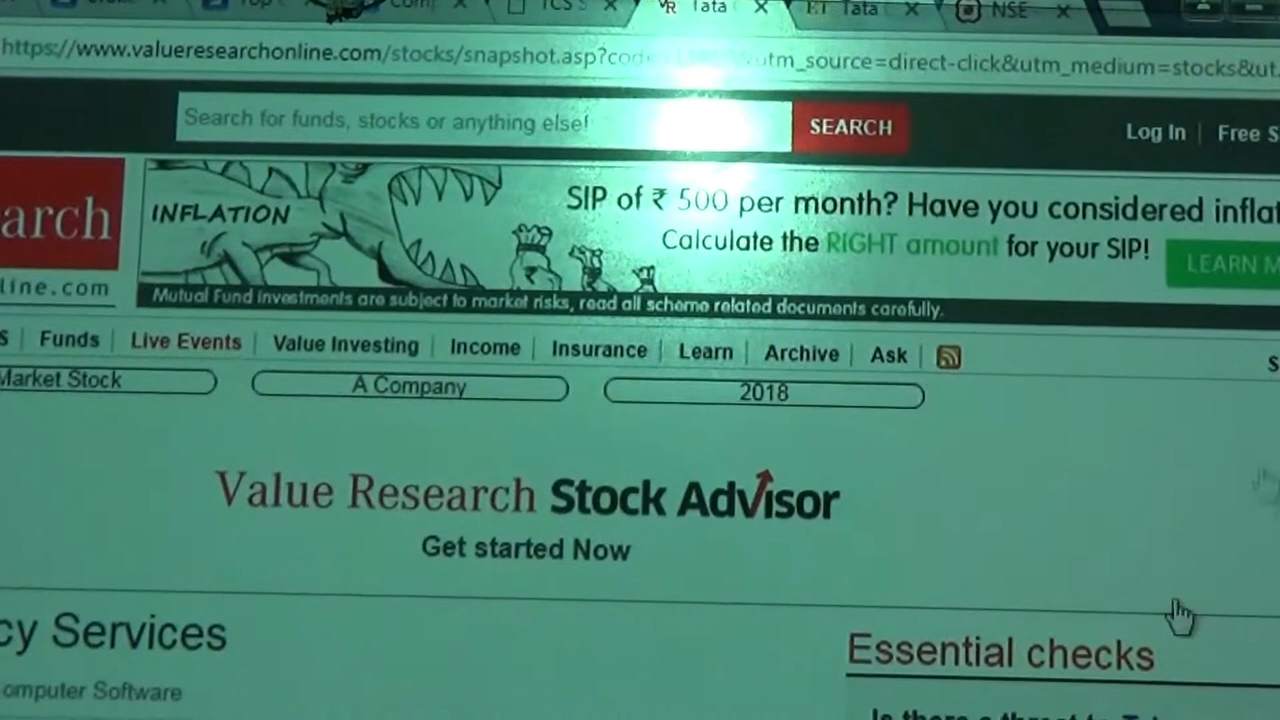 TCS S
Tata
Tata
NSE
https://www.valueresearchonline.com/stocks/snapshot.asp?cod
utm_source=direct-click&utm_medium=stocks&ut
Search for funds, stocks or anything else!
SEARCH
Log In
Free S
arch
line.com
INFLATION
SIP of ₹ 500 per month? Have you considered inflat
Calculate the RIGHT amount for your SIP!
LEARN M
Mutual Fund investments are subject to market risks, read all scheme related documents carefully.
S | Funds | Live Events | Value Investing | Income | Insurance | Learn | Archive | Ask
S
Market Stock
A Company
2018
Value Research Stock Advisor
Get started Now
cy Services
omputer Software
Essential checks